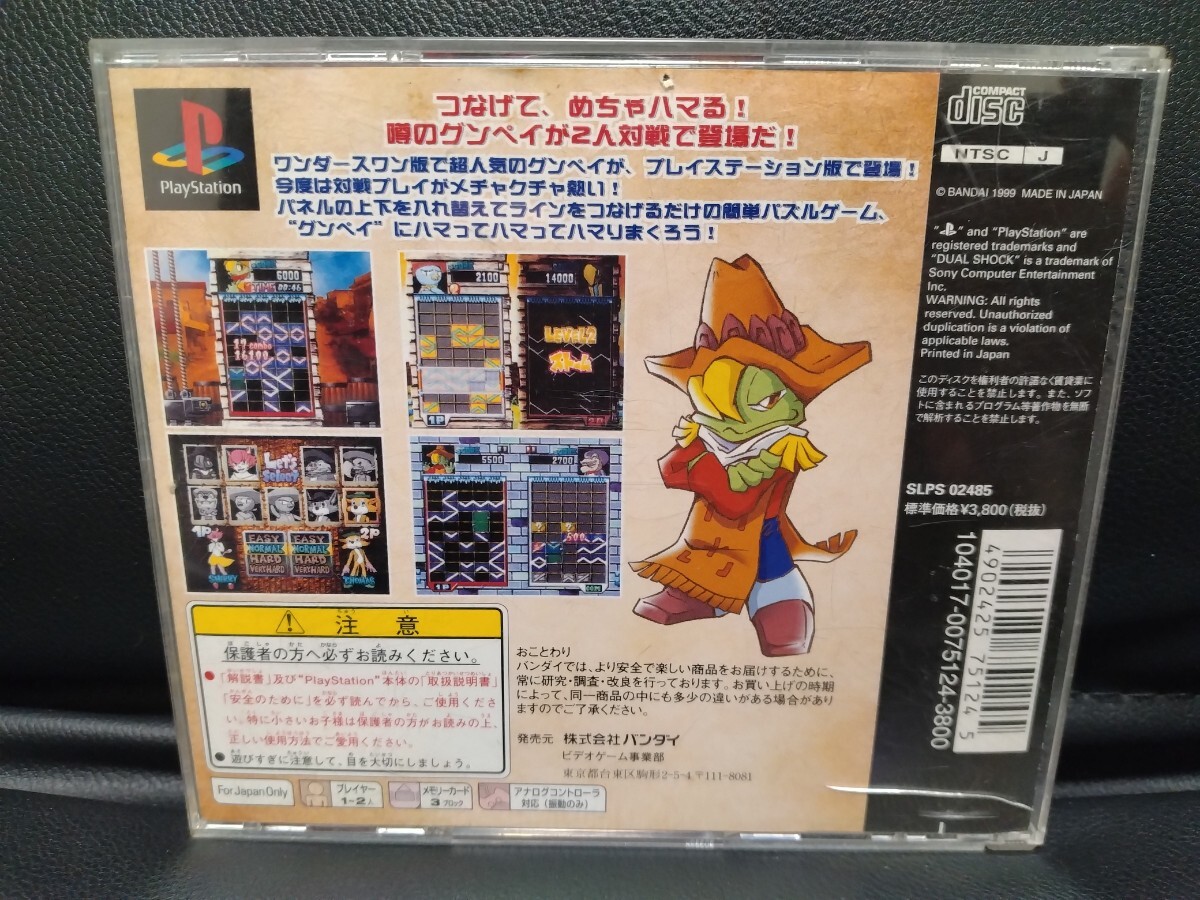 つなげて、めちゃハマる！
噂のグンペイが2人対戦で登場だ！
ワンダースワン版で超人気のグンペイが、プレイステーション版で登場！
今度は対戦プレイがメチャクチャ熱い！
パネルの上下を入れ替えてラインをつなげるだけの簡単パズルゲーム、
"グンペイ"にハマってハマってハマりまくろう！
PlayStation
6000
TIME 00:46
17 combo
16100
2100
14000
LEVEL2
ストーム
1P
2P
Let's
select
1P
2P
EASY
NORMAL
HARD
VERYHARD
EASY
NORMAL
HARD
VERYHARD
5500
2700
500
1P
COM
注意
保護者の方へ必ずお読みください。
●「解説書」及び"PlayStation"本体の「取扱説明書」
「安全のために」を必ず読んでから、ご使用くださ
い。特に小さいお子様は保護者の方がお読みの上、
正しい使用方法でご愛用ください。
●遊びすぎに注意して、目を大切にしましょう。
おことわり
バンダイでは、より安全で楽しい商品をお届けするために、
常に研究・調査・改良を行っております。お買い上げの時期
によって、同一商品の中にも多少の違いがある場合があり
ますのでご了承ください。
発売元 株式会社バンダイ
ビデオゲーム事業部
東京都台東区駒形2-5-4 〒111-8081
For Japan Only
プレイヤー
1~2人
メモリーカード
3ブロック
アナログコントローラ
対応（振動のみ）
COMPACT
disc
NTSC J
© BANDAI 1999 MADE IN JAPAN
" " and "PlayStation" are
registered trademarks and
"DUAL SHOCK" is a trademark of
Sony Computer Entertainment
Inc.
WARNING: All rights
reserved. Unauthorized
duplication is a violation of
applicable laws.
Printed in Japan
このディスクを権利者の許諾なく賃貸業に
使用することを禁止します。また、ソフ
トに含まれるプログラム等著作物を無断
で解析することを禁止します。
SLPS 02485
標準価格¥3,800(税抜)
4902425751245
104017-0075124-3800